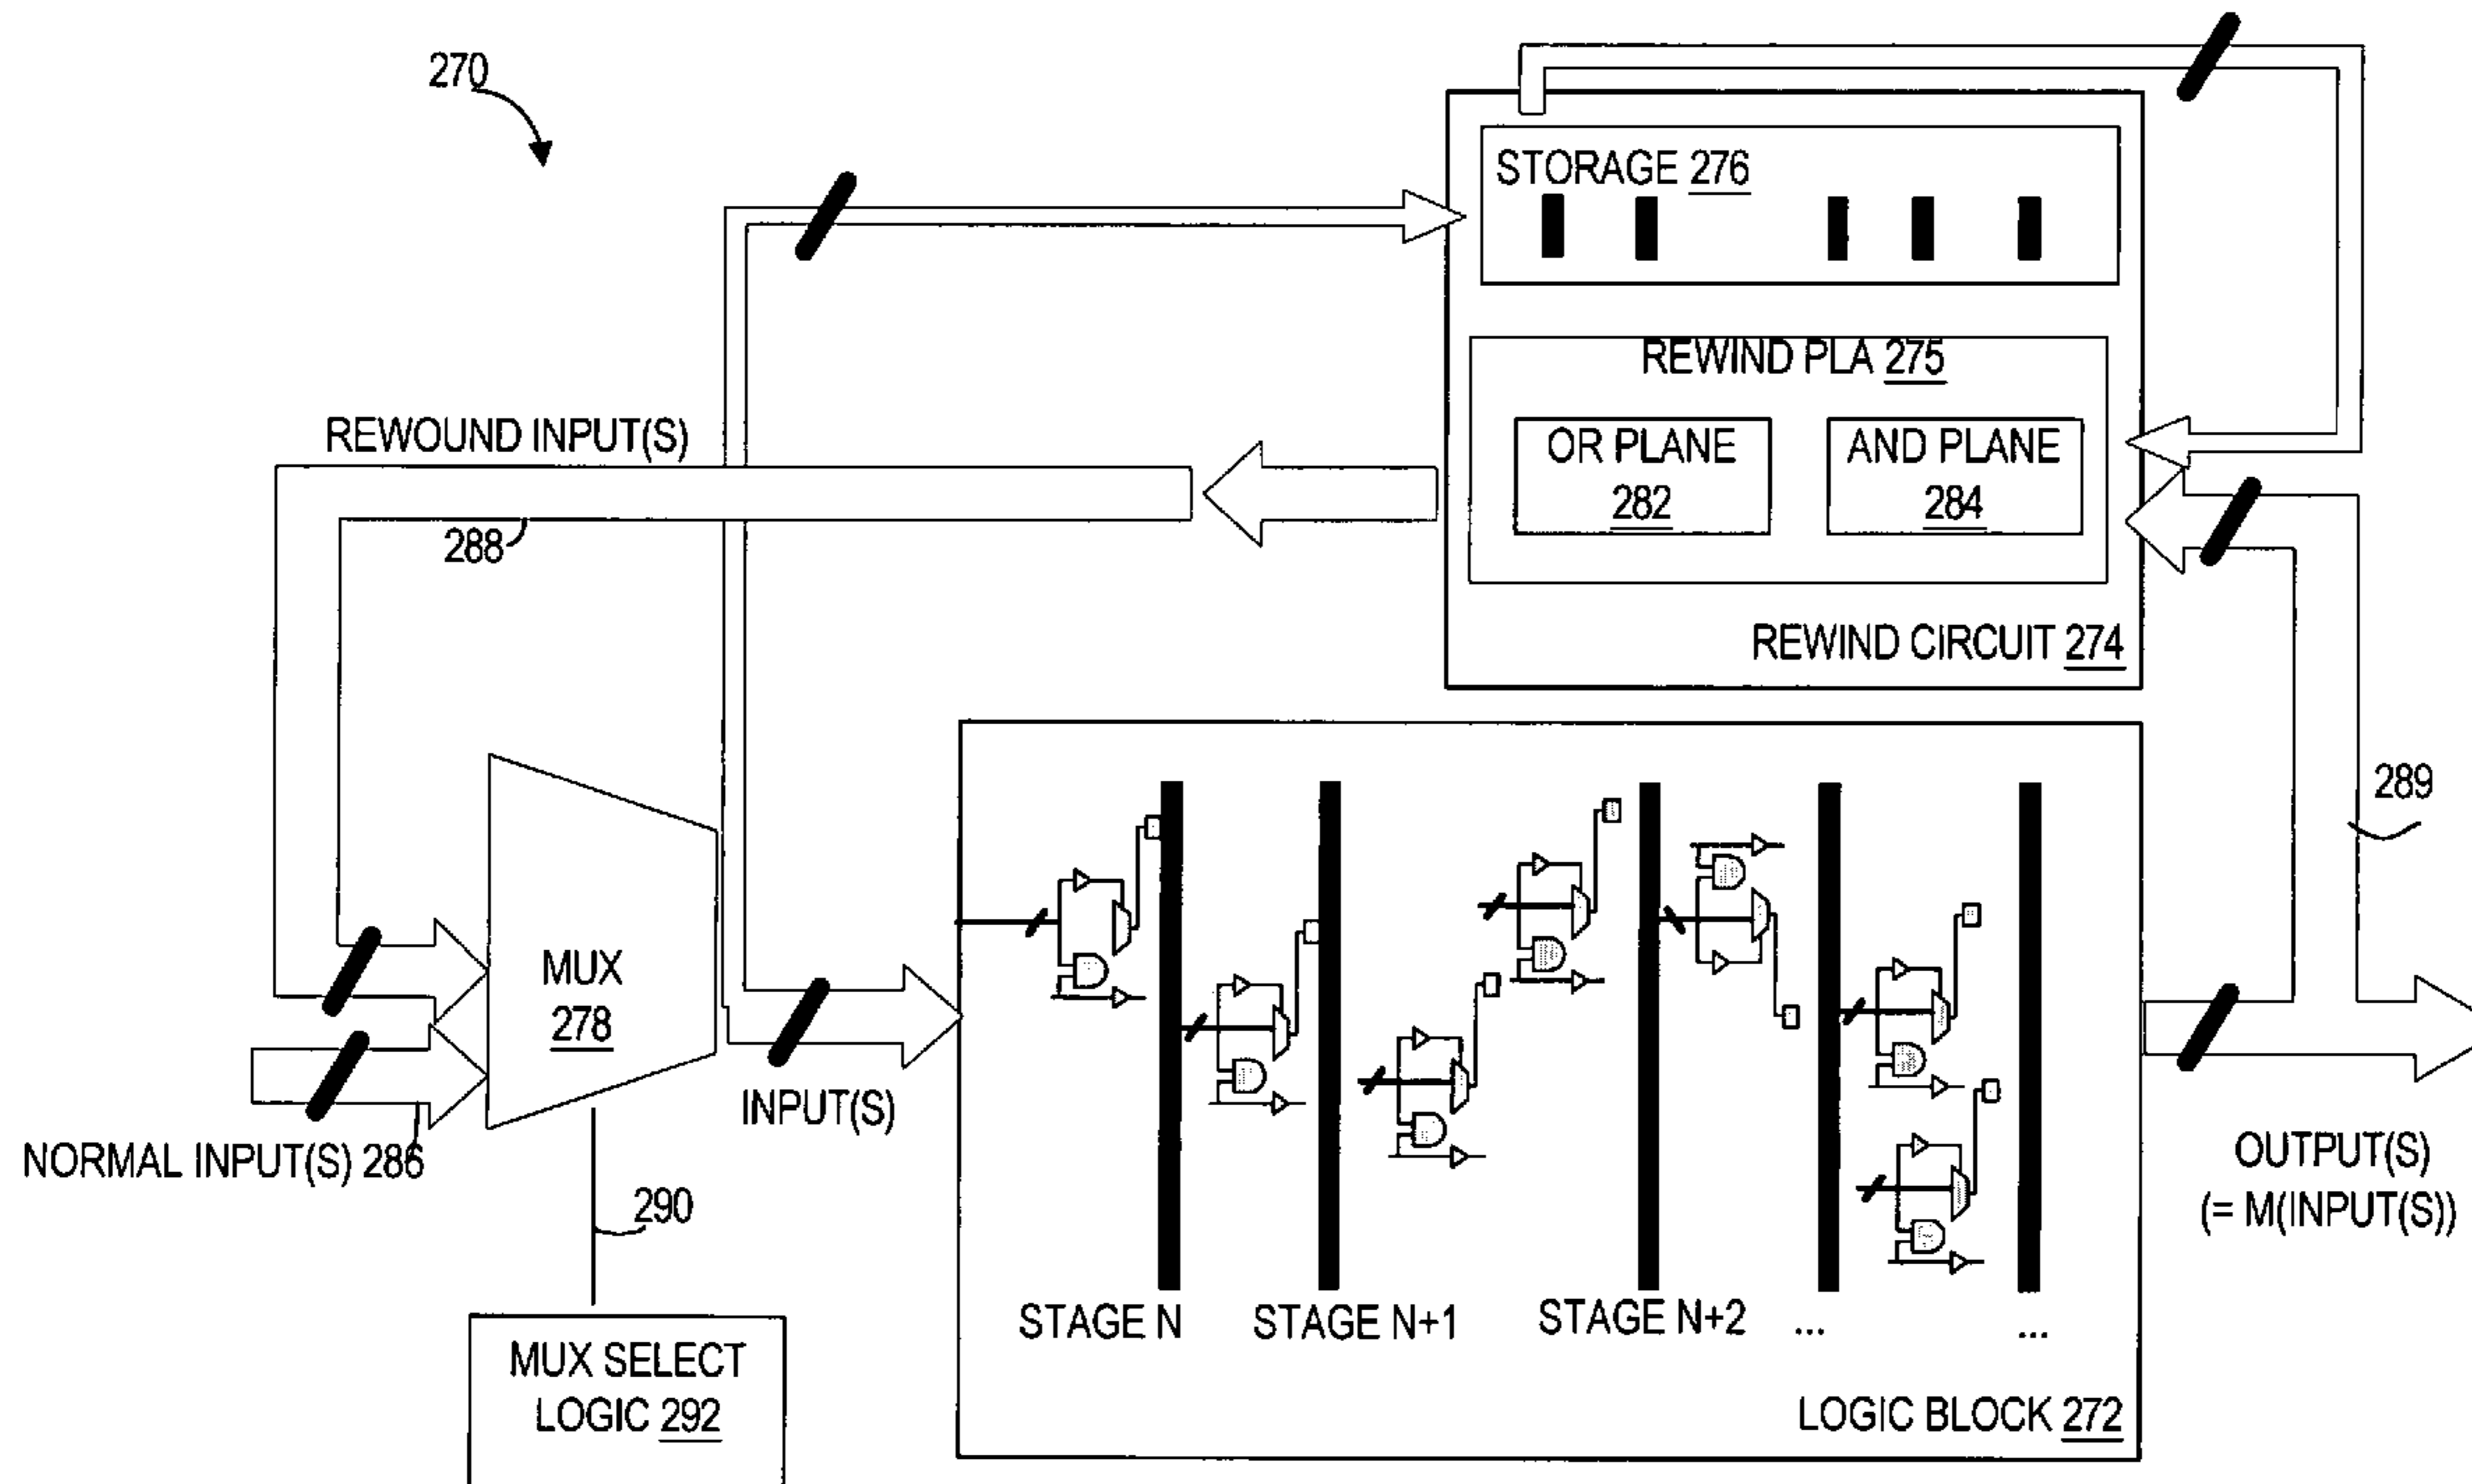 270
STORAGE 276
REWIND PLA 275
REWOUND INPUT(S)
OR PLANE
282
AND PLANE
284
288
REWIND CIRCUIT 274
289
MUX
278
INPUT(S)
NORMAL INPUT(S) 286
OUTPUT(S)
(= M(INPUT(S))
290
STAGE N
STAGE N+1
STAGE N+2
...
...
MUX SELECT
LOGIC 292
LOGIC BLOCK 272